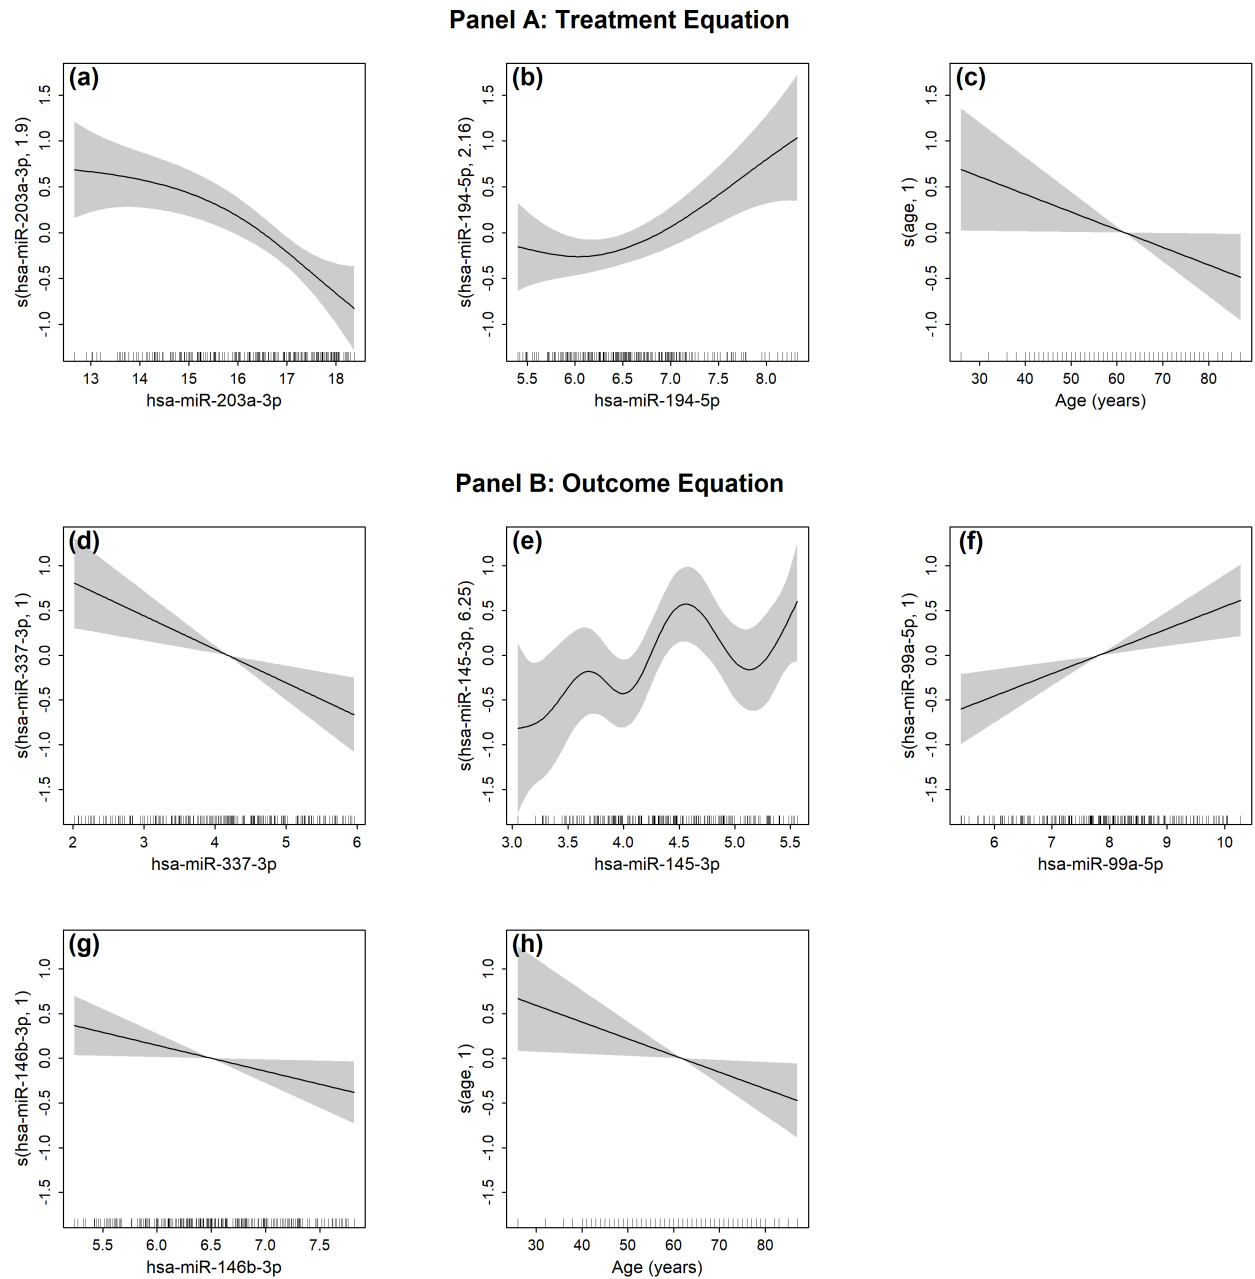 Panel A: Treatment Equation
(a)
s(hsa-miR-203a-3p, 1.9)
1.5
1.0
0.5
0.0
-0.5
-1.0
13 14 15 16 17 18
hsa-miR-203a-3p
(b)
s(hsa-miR-194-5p, 2.16)
1.5
1.0
0.5
0.0
-0.5
-1.0
5.5 6.0 6.5 7.0 7.5 8.0
hsa-miR-194-5p
(c)
s(age, 1)
1.5
1.0
0.5
0.0
-0.5
-1.0
30 40 50 60 70 80
Age (years)
Panel B: Outcome Equation
(d)
s(hsa-miR-337-3p, 1)
1.0
0.5
0.0
-0.5
-1.0
-1.5
2 3 4 5 6
hsa-miR-337-3p
(e)
s(hsa-miR-145-3p, 6.25)
1.0
0.5
0.0
-0.5
-1.0
-1.5
3.0 3.5 4.0 4.5 5.0 5.5
hsa-miR-145-3p
(f)
s(hsa-miR-99a-5p, 1)
1.0
0.5
0.0
-0.5
-1.0
-1.5
6 7 8 9 10
hsa-miR-99a-5p
(g)
s(hsa-miR-146b-3p, 1)
1.0
0.5
0.0
-0.5
-1.0
-1.5
5.5 6.0 6.5 7.0 7.5
hsa-miR-146b-3p
(h)
s(age, 1)
1.0
0.5
0.0
-0.5
-1.0
-1.5
30 40 50 60 70 80
Age (years)